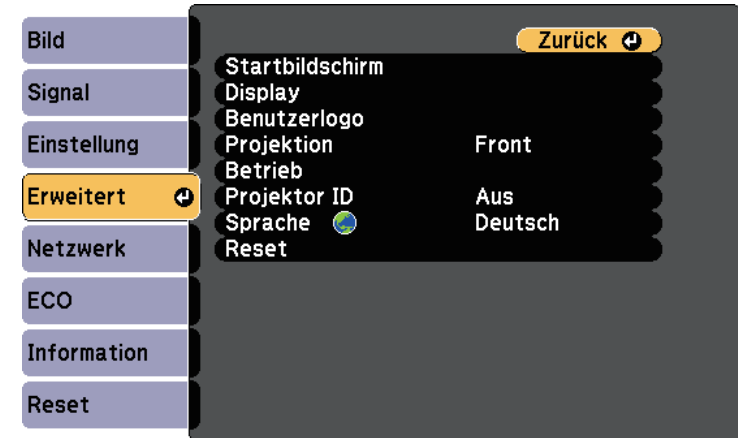 Bild
Signal
Einstellung
Erweitert
Netzwerk
ECO
Information
Reset
Zurück
Startbildschirm
Display
Benutzerlogo
Projektion Front
Betrieb
Projektor ID Aus
Sprache Deutsch
Reset